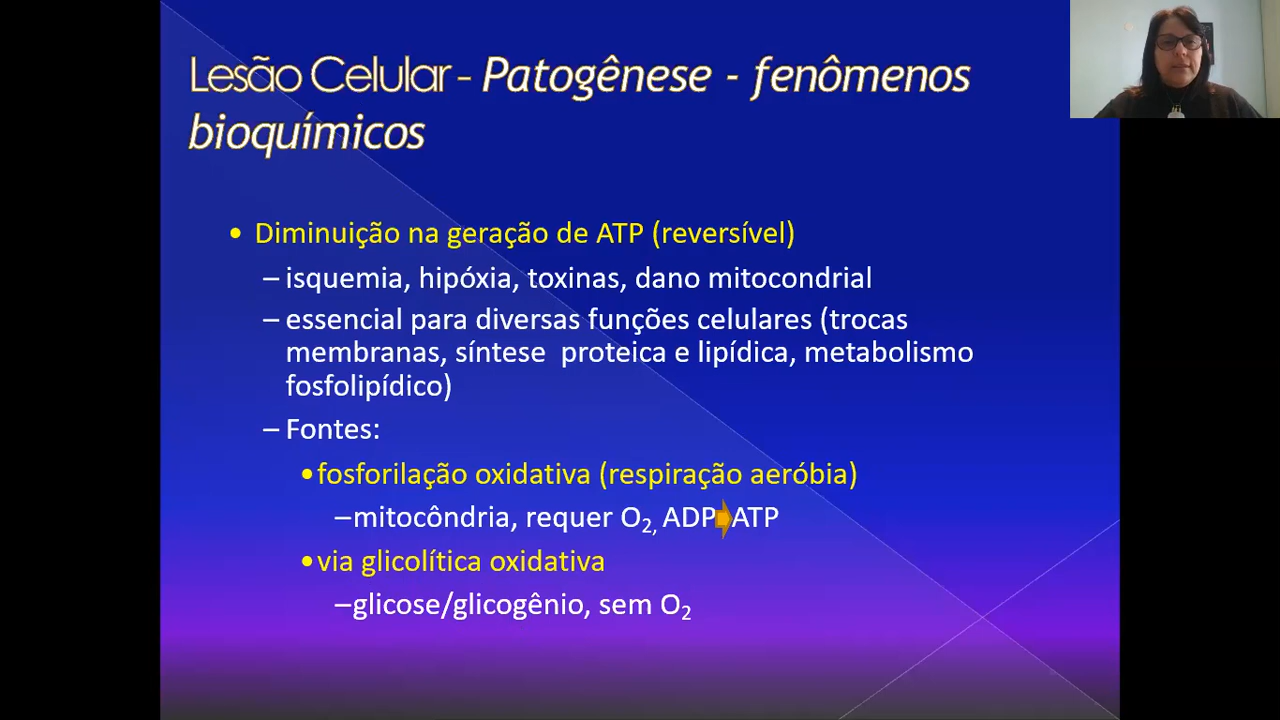 Lesão Celular - Patogênese - fenômenos
bioquímicos
• Diminuição na geração de ATP (reversível)
– isquemia, hipóxia, toxinas, dano mitocondrial
– essencial para diversas funções celulares (trocas
membranas, síntese proteica e lipídica, metabolismo
fosfolipídico)
– Fontes:
•fosforilação oxidativa (respiração aeróbia)
–mitocôndria, requer O2, ADP ATP
•via glicolítica oxidativa
–glicose/glicogênio, sem O2